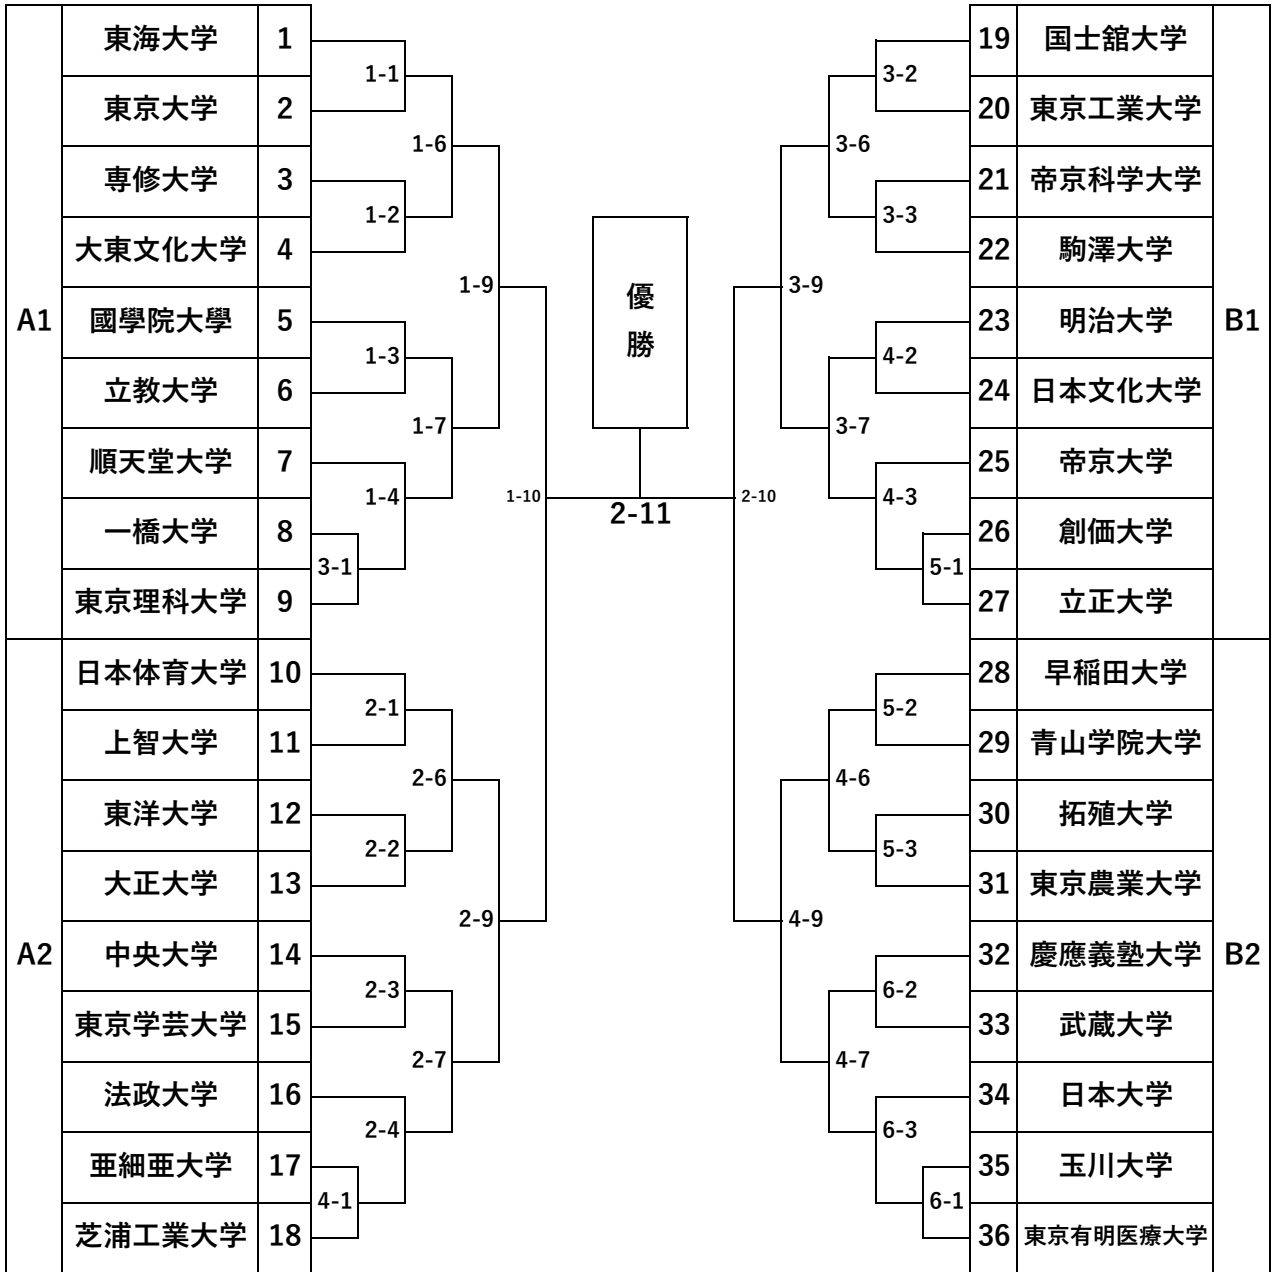 A1
東海大学 1
東京大学 2
専修大学 3
大東文化大学 4
國學院大學 5
立教大学 6
順天堂大学 7
一橋大学 8
東京理科大学 9
A2
日本体育大学 10
上智大学 11
東洋大学 12
大正大学 13
中央大学 14
東京学芸大学 15
法政大学 16
亜細亜大学 17
芝浦工業大学 18
1-1
1-2
1-3
1-4
3-1
2-1
2-2
2-3
2-4
4-1
1-6
1-7
2-6
2-7
1-9
2-9
1-10
優
勝
2-11
2-10
3-9
4-9
3-6
3-7
4-6
4-7
3-2
3-3
4-2
4-3
5-1
5-2
5-3
6-2
6-3
6-1
B1
19 国士舘大学
20 東京工業大学
21 帝京科学大学
22 駒澤大学
23 明治大学
24 日本文化大学
25 帝京大学
26 創価大学
27 立正大学
B2
28 早稲田大学
29 青山学院大学
30 拓殖大学
31 東京農業大学
32 慶應義塾大学
33 武蔵大学
34 日本大学
35 玉川大学
36 東京有明医療大学